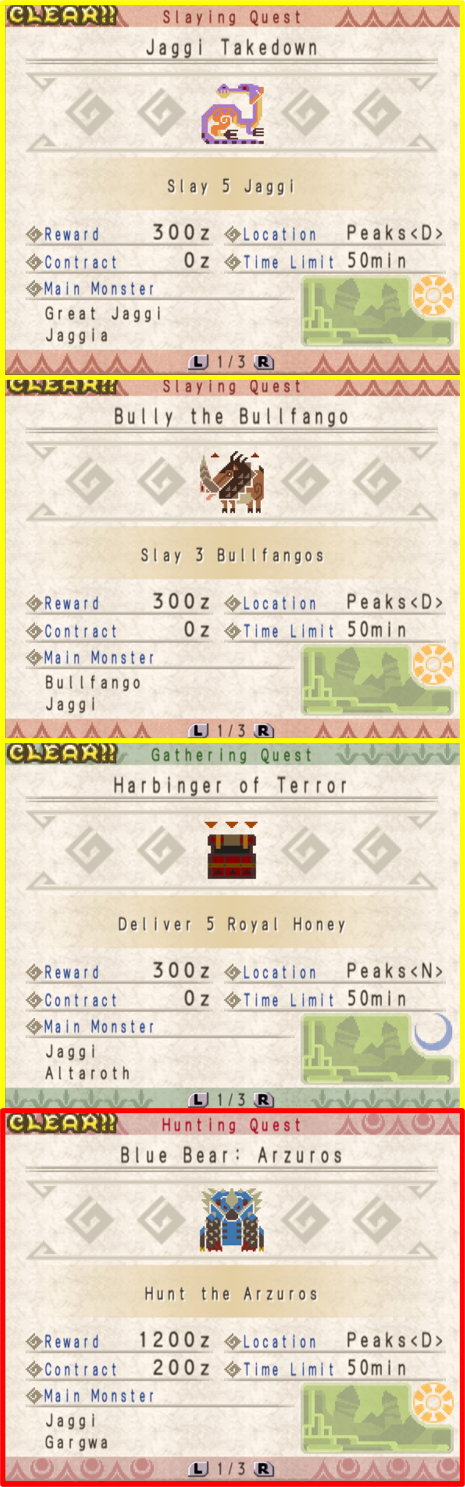 CLEAR!! Slaying Quest
Jaggi Takedown
Slay 5 Jaggi
Reward 300z Location Peaks<D>
Contract 0z Time Limit 50min
Main Monster
Great Jaggi
Jaggia
L 1/3 R
CLEAR!! Slaying Quest
Bully the Bullfango
Slay 3 Bullfangos
Reward 300z Location Peaks<D>
Contract 0z Time Limit 50min
Main Monster
Bullfango
Jaggi
L 1/3 R
CLEAR!! Gathering Quest
Harbinger of Terror
Deliver 5 Royal Honey
Reward 300z Location Peaks<N>
Contract 0z Time Limit 50min
Main Monster
Jaggi
Altaroth
L 1/3 R
CLEAR!! Hunting Quest
Blue Bear: Arzuros
Hunt the Arzuros
Reward 1200z Location Peaks<D>
Contract 200z Time Limit 50min
Main Monster
Jaggi
Gargwa
L 1/3 R